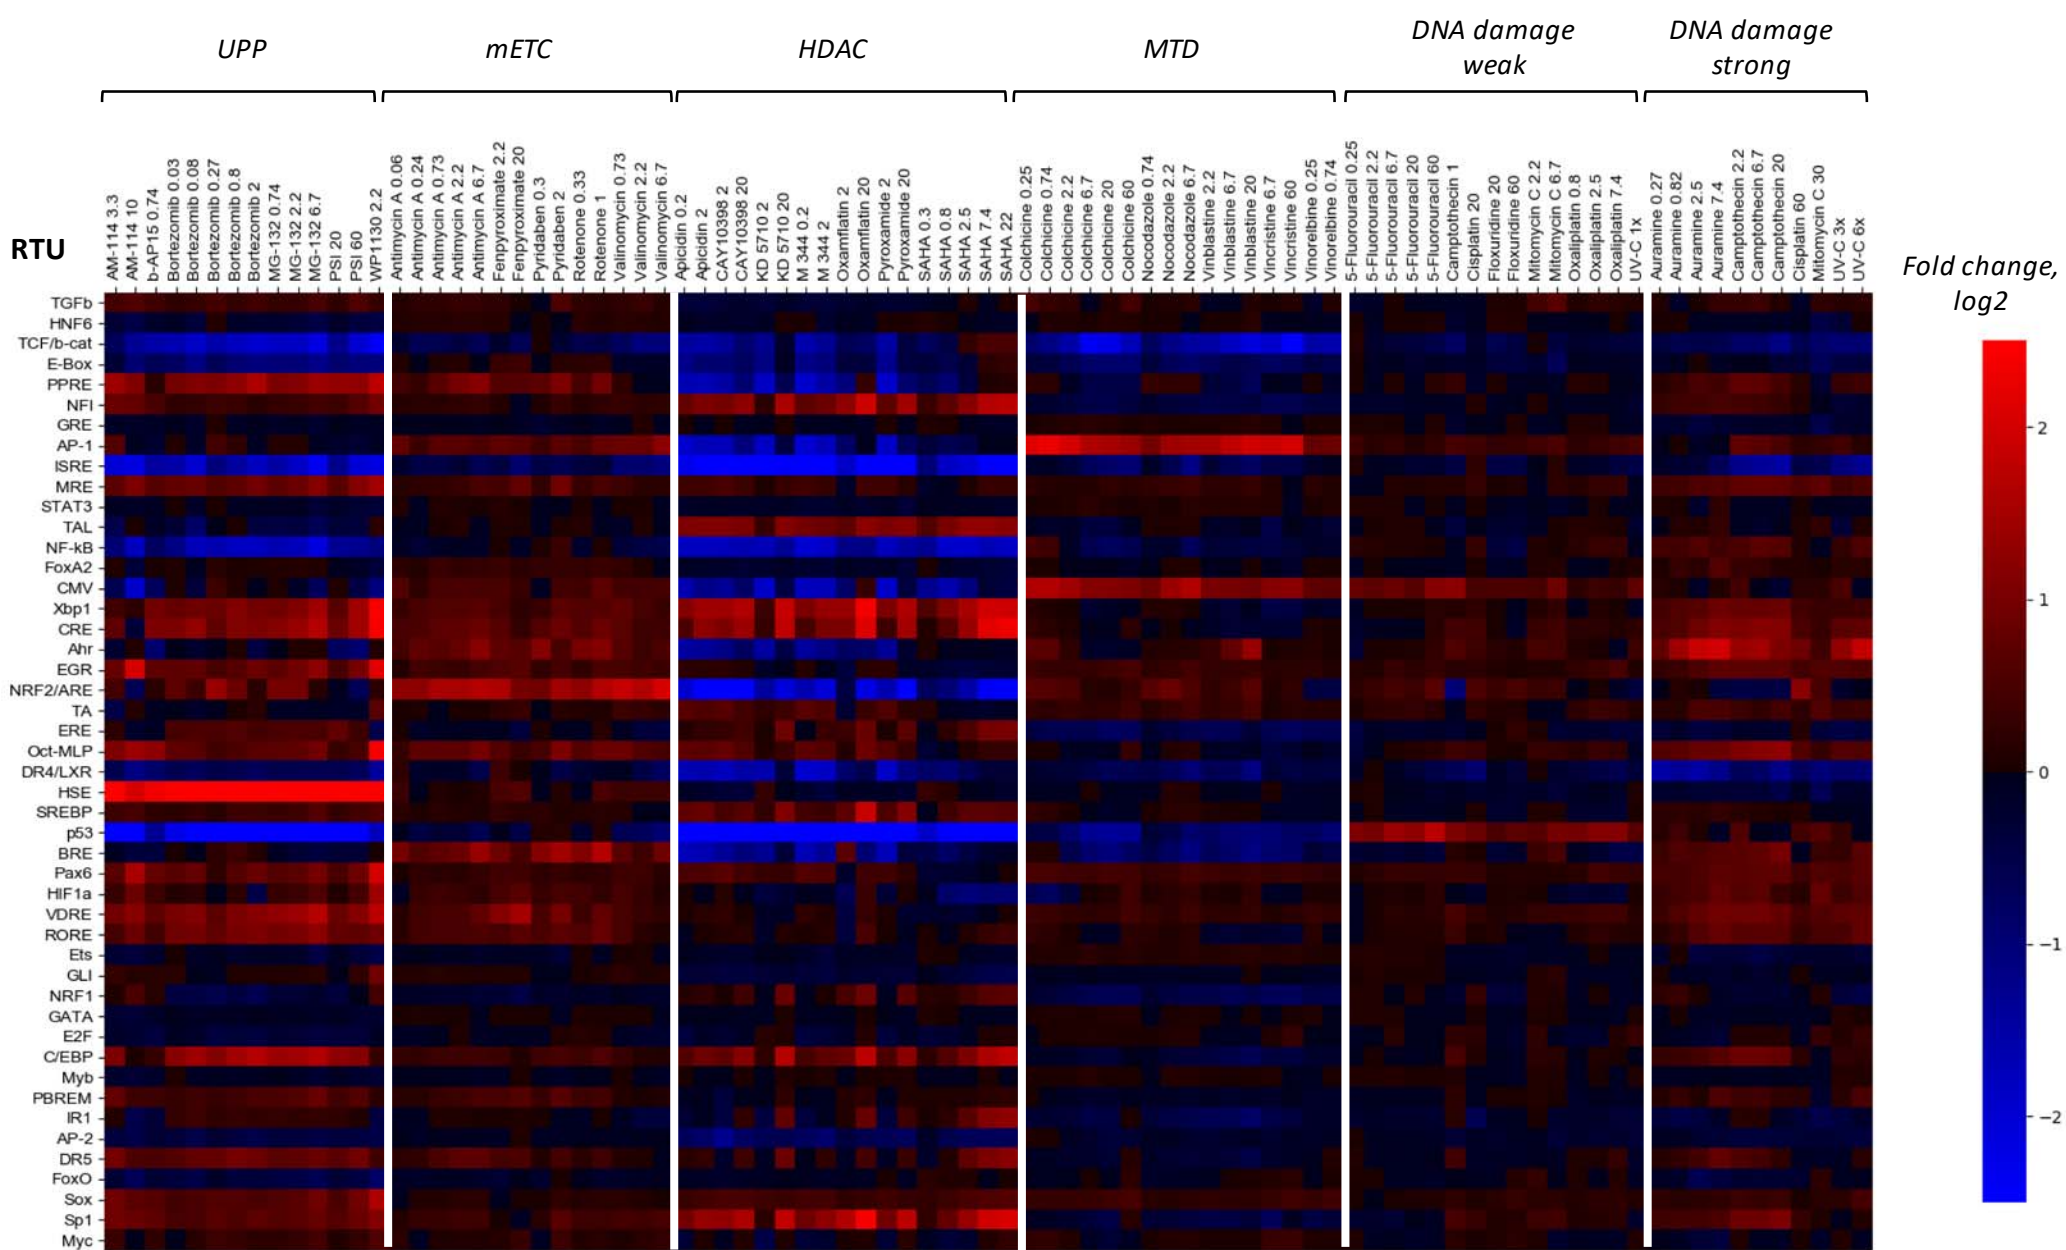 UPP
mETC
HDAC
MTD
DNA damage
weak
DNA damage
strong
AM-114 3.3
AM-114 10
b-AP15 0.74
Bortezomib 0.03
Bortezomib 0.08
Bortezomib 0.27
Bortezomib 0.8
Bortezomib 2
MG-132 0.74
MG-132 2.2
MG-132 6.7
PSI 20
PSI 60
WP1130 2.2
Antimycin A 0.06
Antimycin A 0.24
Antimycin A 0.73
Antimycin A 2.2
Antimycin A 6.7
Fenpyroximate 2.2
Fenpyroximate 20
Pyridaben 0.3
Pyridaben 2
Rotenone 0.33
Rotenone 1
Valinomycin 0.73
Valinomycin 2.2
Valinomycin 6.7
Apicidin 0.2
Apicidin 2
CAY10398 2
CAY10398 20
KD 5710 2
KD 5710 20
M 344 0.2
M 344 2
Oxamflatin 2
Oxamflatin 20
Pyroxamide 2
Pyroxamide 20
SAHA 0.3
SAHA 0.8
SAHA 2.5
SAHA 7.4
SAHA 22
Colchicine 0.25
Colchicine 0.74
Colchicine 2.2
Colchicine 6.7
Colchicine 20
Colchicine 60
Nocodazole 0.74
Nocodazole 2.2
Nocodazole 6.7
Vinblastine 2.2
Vinblastine 6.7
Vinblastine 20
Vincristine 6.7
Vincristine 60
Vinorelbine 0.25
Vinorelbine 0.74
5-Fluorouracil 0.25
5-Fluorouracil 2.2
5-Fluorouracil 6.7
5-Fluorouracil 20
5-Fluorouracil 60
Camptothecin 1
Cisplatin 20
Floxuridine 20
Floxuridine 60
Mitomycin C 2.2
Mitomycin C 6.7
Oxaliplatin 0.8
Oxaliplatin 2.5
Oxaliplatin 7.4
UV-C 1x
Auramine 0.27
Auramine 0.82
Auramine 2.5
Auramine 7.4
Camptothecin 2.2
Camptothecin 6.7
Camptothecin 20
Cisplatin 60
Mitomycin C 30
UV-C 3x
UV-C 6x
RTU
Fold change,
log2
TGFb
HNF6
TCF/b-cat
E-Box
PPRE
NFI
GRE
AP-1
ISRE
MRE
STAT3
TAL
NF-kB
FoxA2
CMV
Xbp1
CRE
Ahr
EGR
NRF2/ARE
TA
ERE
Oct-MLP
DR4/LXR
HSE
SREBP
p53
BRE
Pax6
HIF1a
VDRE
RORE
Ets
GLI
NRF1
GATA
E2F
C/EBP
Myb
PBREM
IR1
AP-2
DR5
FoxO
Sox
Sp1
Myc
2
1
0
−1
−2